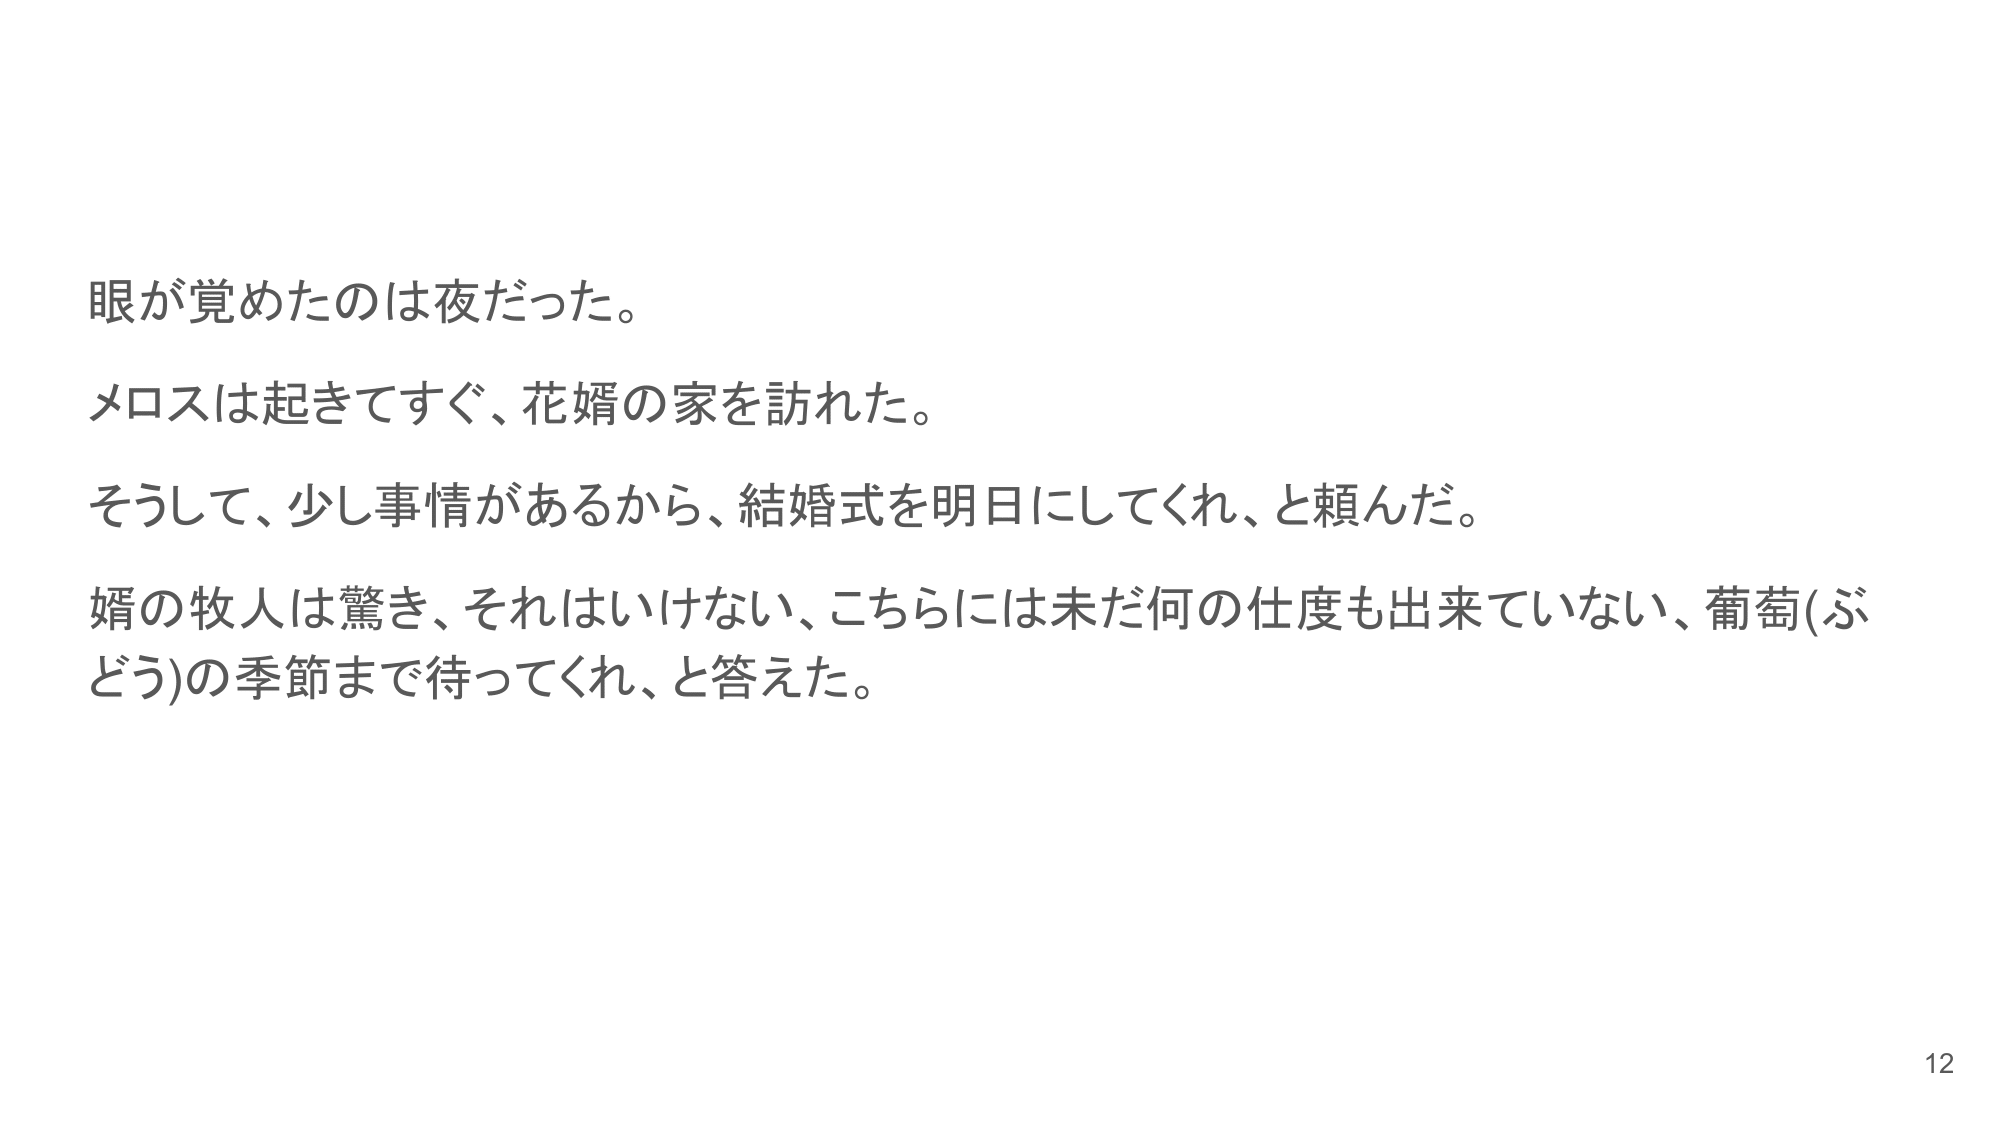 眼が覚めたのは夜だった。
メロスは起きてすぐ、花婿の家を訪れた。
そうして、少し事情があるから、結婚式を明日にしてくれ、と頼んだ。
婿の牧人は驚き、それはいけない、こちらには未だ何の仕度も出来ていない、葡萄(ぶ
どう)の季節まで待ってくれ、と答えた。
12